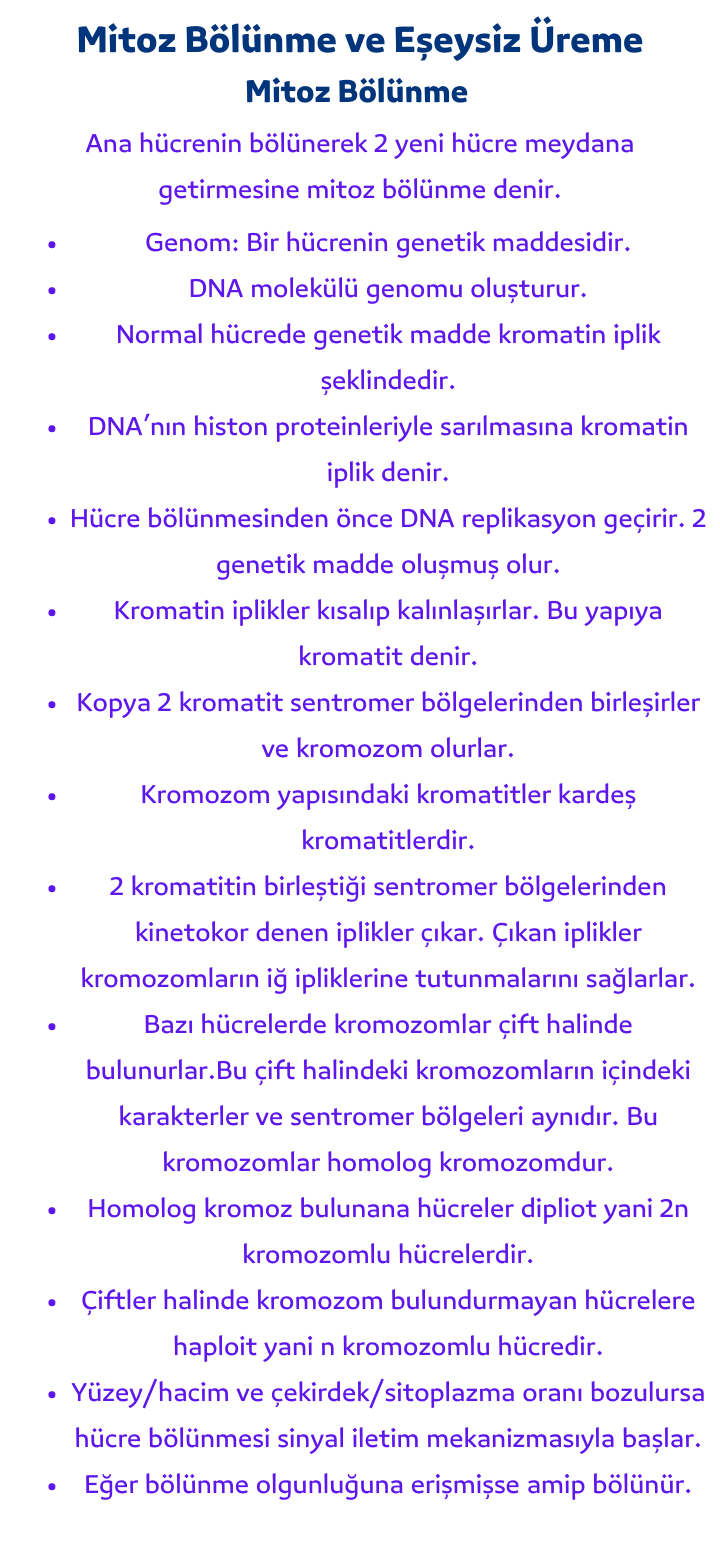 Mitoz Bölünme ve Eşeysiz Üreme
Mitoz Bölünme
Ana hücrenin bölünerek 2 yeni hücre meydana
getirmesine mitoz bölünme denir.
• Genom: Bir hücrenin genetik maddesidir.
• DNA molekülü genomu oluşturur.
• Normal hücrede genetik madde kromatin iplik
şeklindedir.
• DNA’nın histon proteinleriyle sarılmasına kromatin
iplik denir.
• Hücre bölünmesinden önce DNA replikasyon geçirir. 2
genetik madde oluşmuş olur.
• Kromatin iplikler kısalıp kalınlaşırlar. Bu yapıya
kromatit denir.
• Kopya 2 kromatit sentromer bölgelerinden birleşirler
ve kromozom olurlar.
• Kromozom yapısındaki kromatitler kardeş
kromatitlerdir.
• 2 kromatitin birleştiği sentromer bölgelerinden
kinetokor denen iplikler çıkar. Çıkan iplikler
kromozomların iğ ipliklerine tutunmalarını sağlarlar.
• Bazı hücrelerde kromozomlar çift halinde
bulunurlar.Bu çift halindeki kromozomların içindeki
karakterler ve sentromer bölgeleri aynıdır. Bu
kromozomlar homolog kromozomdur.
• Homolog kromoz bulunana hücreler dipliot yani 2n
kromozomlu hücrelerdir.
• Çiftler halinde kromozom bulundurmayan hücrelere
haploit yani n kromozomlu hücredir.
• Yüzey/hacim ve çekirdek/sitoplazma oranı bozulursa
hücre bölünmesi sinyal iletim mekanizmasıyla başlar.
• Eğer bölünme olgunluğuna erişmişse amip bölünür.